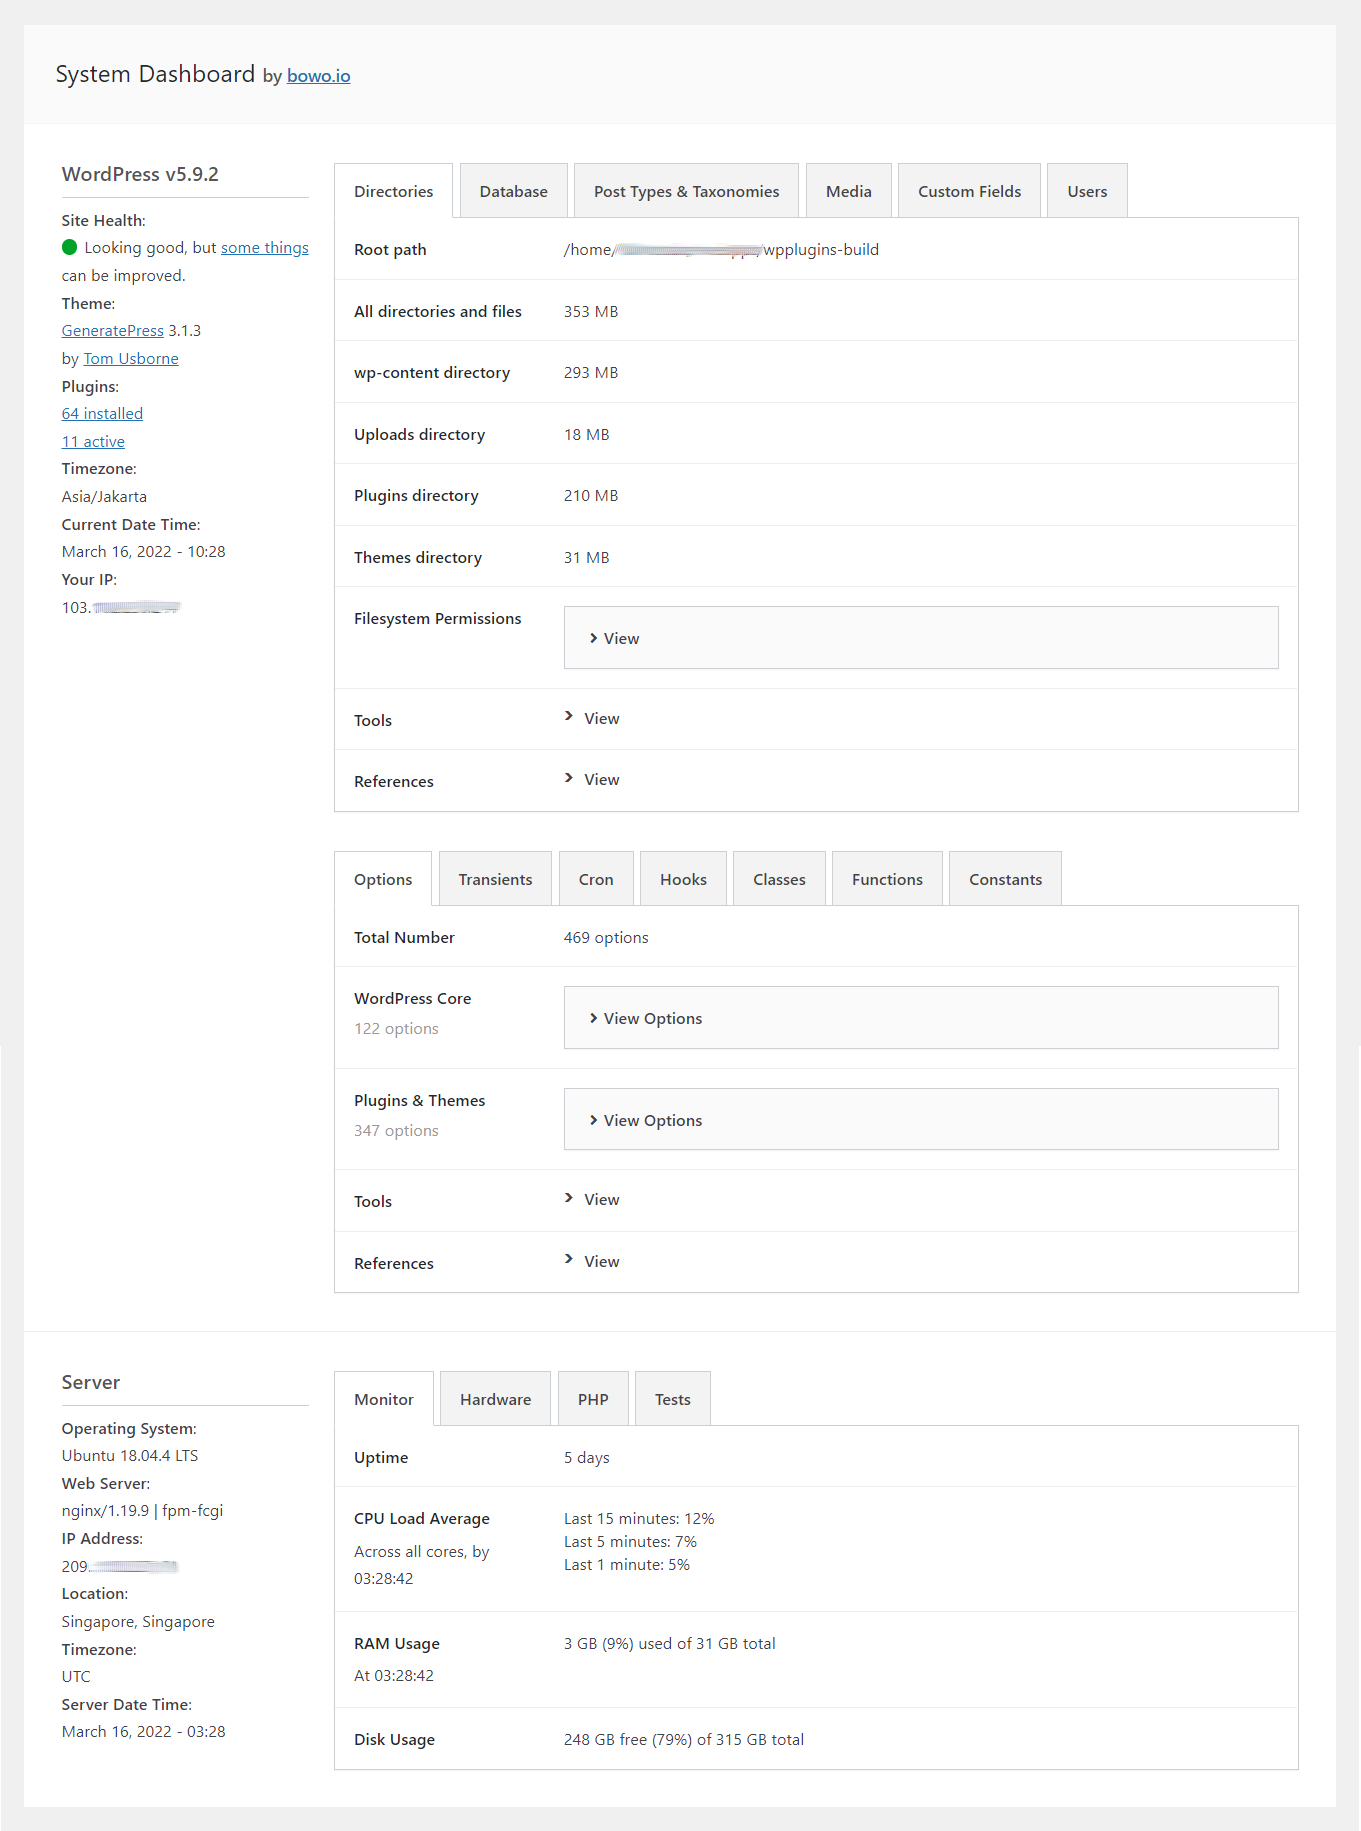 System Dashboard by bowo.io
WordPress v5.9.2
Site Health:
Looking good, but some things
can be improved.
Theme:
GeneratePress 3.1.3
by Tom Usborne
Plugins:
64 installed
11 active
Timezone:
Asia/Jakarta
Current Date Time:
March 16, 2022 - 10:28
Your IP:
103.
Directories Database Post Types & Taxonomies Media Custom Fields Users
Root path /home/ /wpplugins-build
All directories and files 353 MB
wp-content directory 293 MB
Uploads directory 18 MB
Plugins directory 210 MB
Themes directory 31 MB
Filesystem Permissions View
Tools View
References View
Options Transients Cron Hooks Classes Functions Constants
Total Number 469 options
WordPress Core View Options
122 options
Plugins & Themes View Options
347 options
Tools View
References View
Server
Operating System:
Ubuntu 18.04.4 LTS
Web Server:
nginx/1.19.9 | fpm-fcgi
IP Address:
209.
Location:
Singapore, Singapore
Timezone:
UTC
Server Date Time:
March 16, 2022 - 03:28
Monitor Hardware PHP Tests
Uptime 5 days
CPU Load Average Last 15 minutes: 12%
Last 5 minutes: 7%
Across all cores, by Last 1 minute: 5%
03:28:42
RAM Usage 3 GB (9%) used of 31 GB total
At 03:28:42
Disk Usage 248 GB free (79%) of 315 GB total